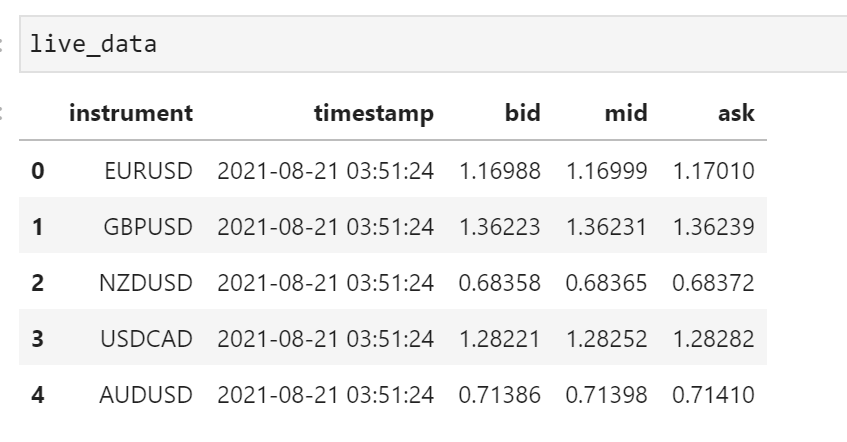 live_data
instrument timestamp bid mid ask
0 EURUSD 2021-08-21 03:51:24 1.16988 1.16999 1.17010
1 GBPUSD 2021-08-21 03:51:24 1.36223 1.36231 1.36239
2 NZDUSD 2021-08-21 03:51:24 0.68358 0.68365 0.68372
3 USDCAD 2021-08-21 03:51:24 1.28221 1.28252 1.28282
4 AUDUSD 2021-08-21 03:51:24 0.71386 0.71398 0.71410